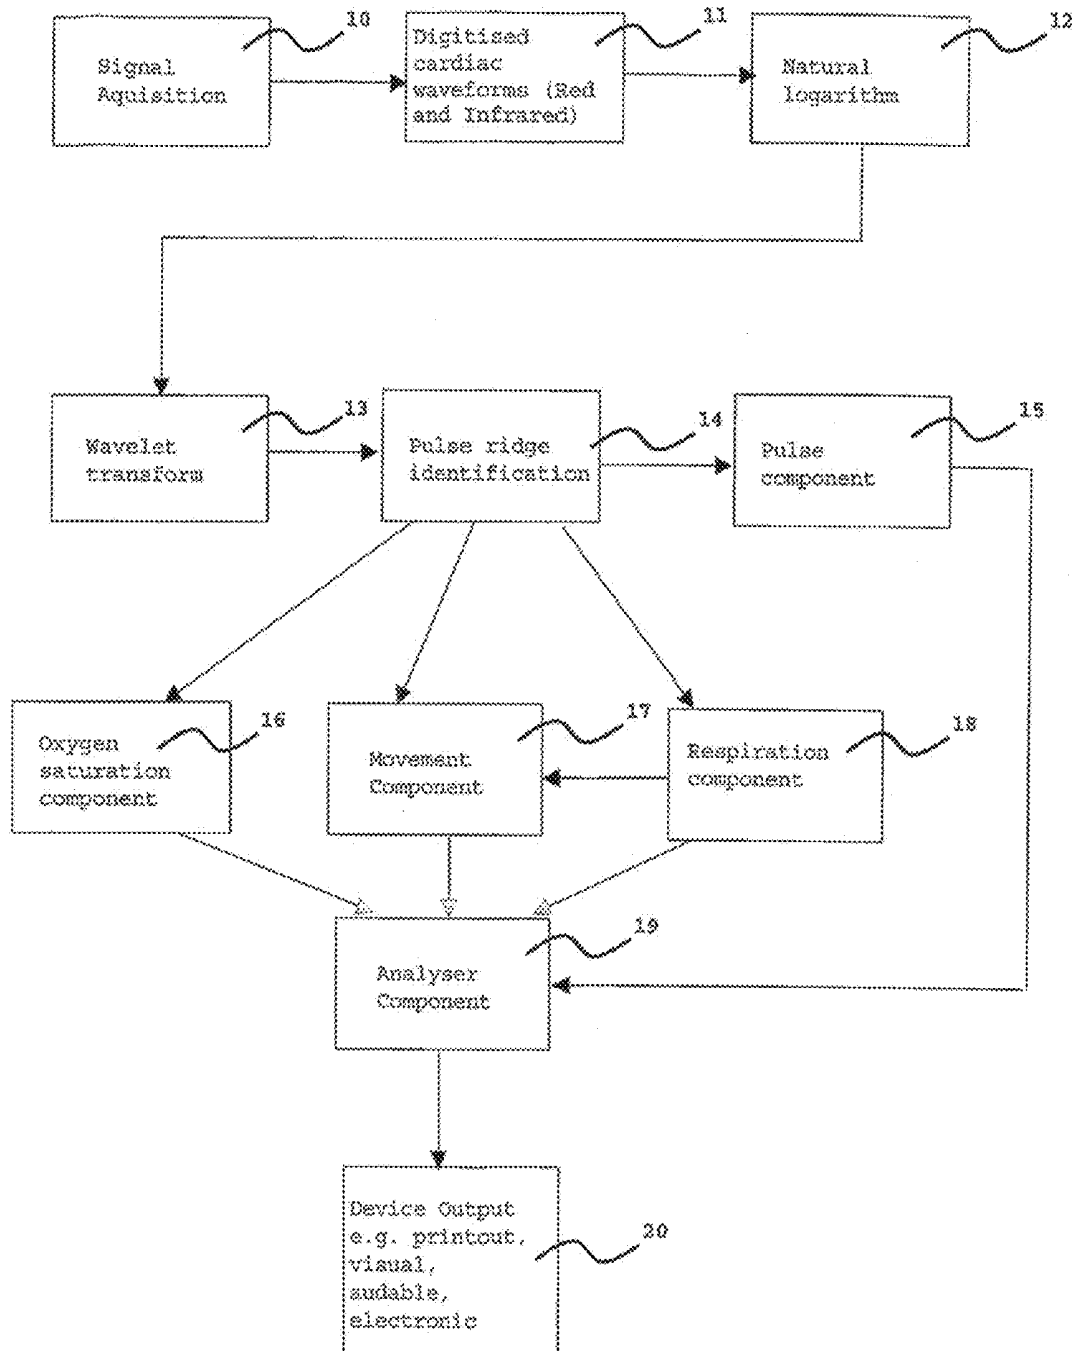 10
Signal
Aquisition
11
Digitised
cardiac
waveforms (Red
and Infrared)
12
Natural
logarithm
13
Wavelet
transform
14
Pulse ridge
identification
15
Pulse
component
16
Oxygen
saturation
component
17
Movement
Component
18
Respiration
component
19
Analyser
Component
20
Device Output
e.g. printout,
visual,
sudable,
electronic